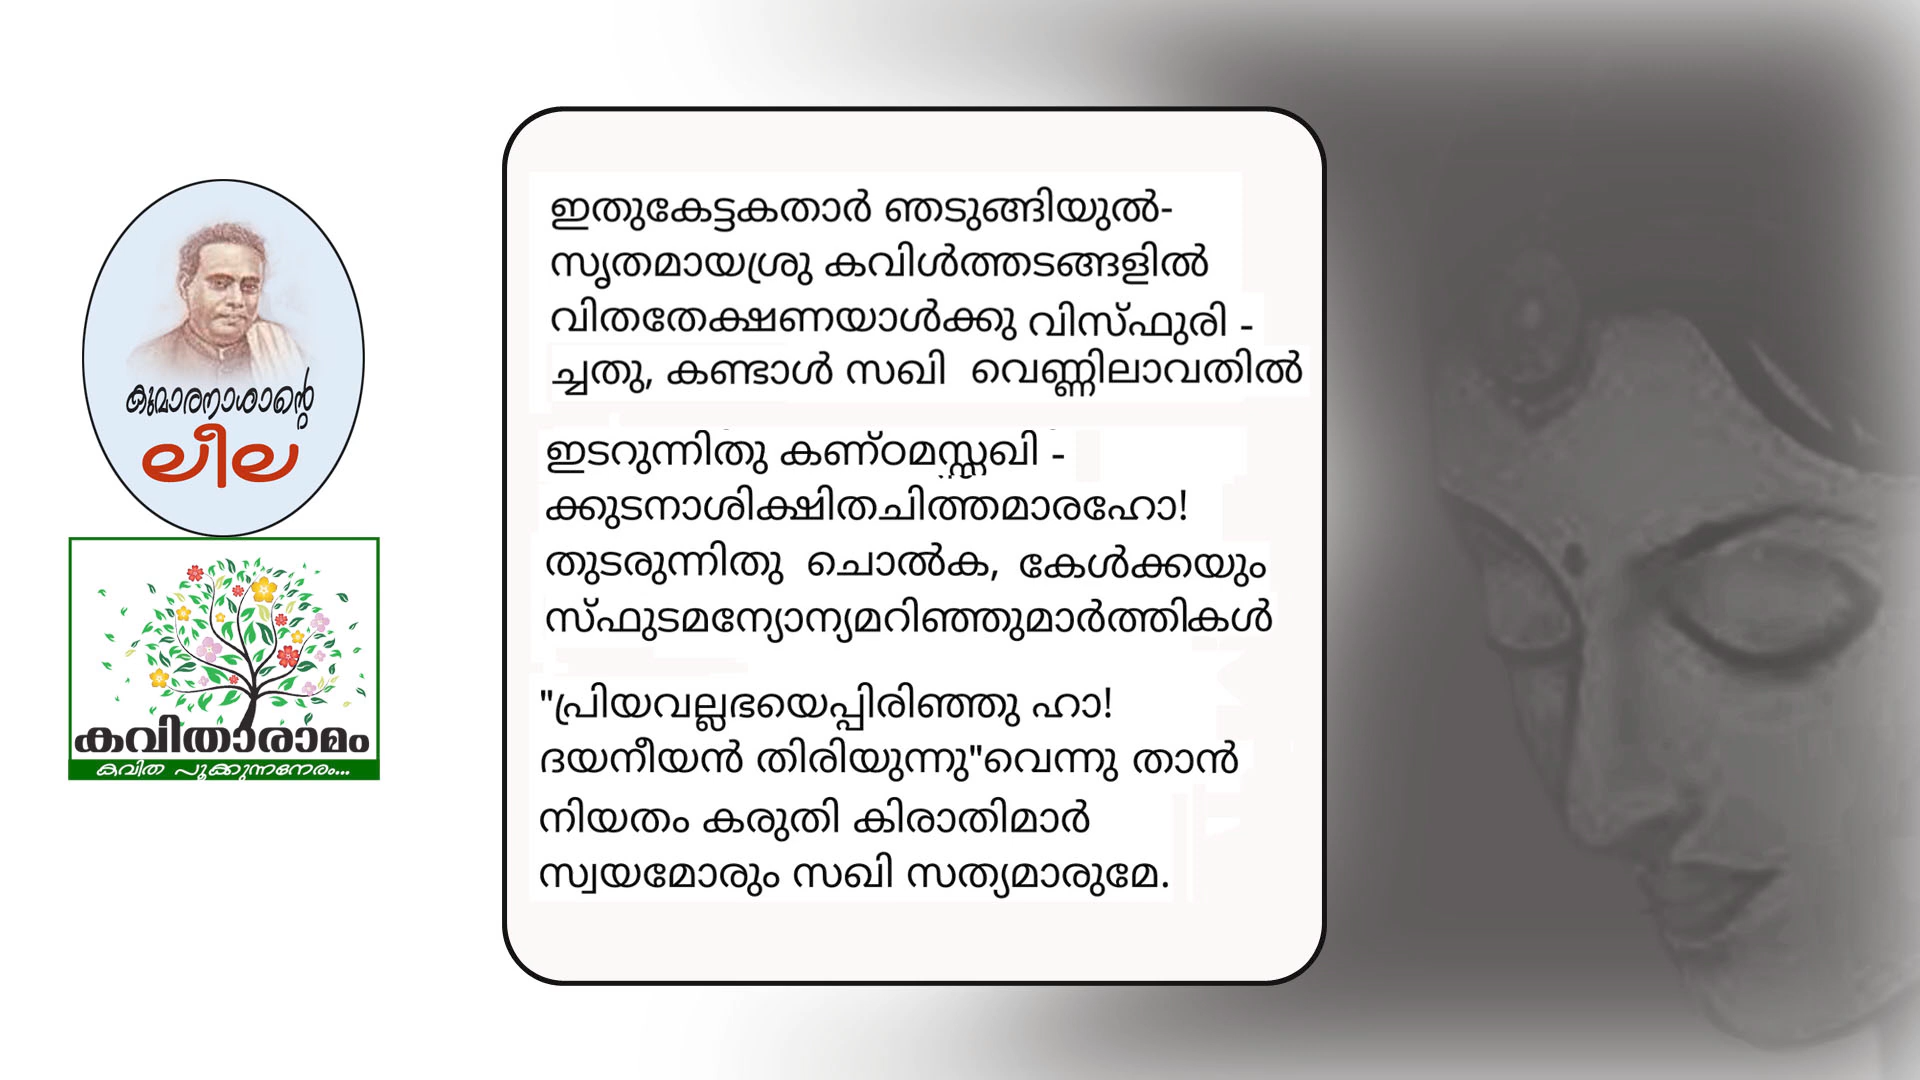 കുമാരനാശാന്റെ
ലീല
കവിതാരാമം
കവിത പൂക്കുന്നനേരം...
ഇതുകേട്ടകതാർ ഞടുങ്ങിയുൽ-
സൃതമായശ്രു കവിൾത്തടങ്ങളിൽ
വിതതേക്ഷണയാൾക്കു വിസ്ഫുരി -
ച്ചതു, കണ്ടാൾ സഖി വെണ്ണിലാവതിൽ
ഇടറുന്നിതു കണ്ഠമസ്സഖി -
ക്കുടനാശിക്ഷിതചിത്തമാരഹോ!
തുടരുന്നിതു ചൊൽക, കേൾക്കയും
സ്ഫുടമന്യോന്യമറിഞ്ഞുമാർത്തികൾ
"പ്രിയവല്ലഭയെപ്പിരിഞ്ഞു ഹാ!
ദയനീയൻ തിരിയുന്നു"വെന്നു താൻ
നിയതം കരുതി കിരാതിമാർ
സ്വയമോരും സഖി സത്യമാരുമേ.